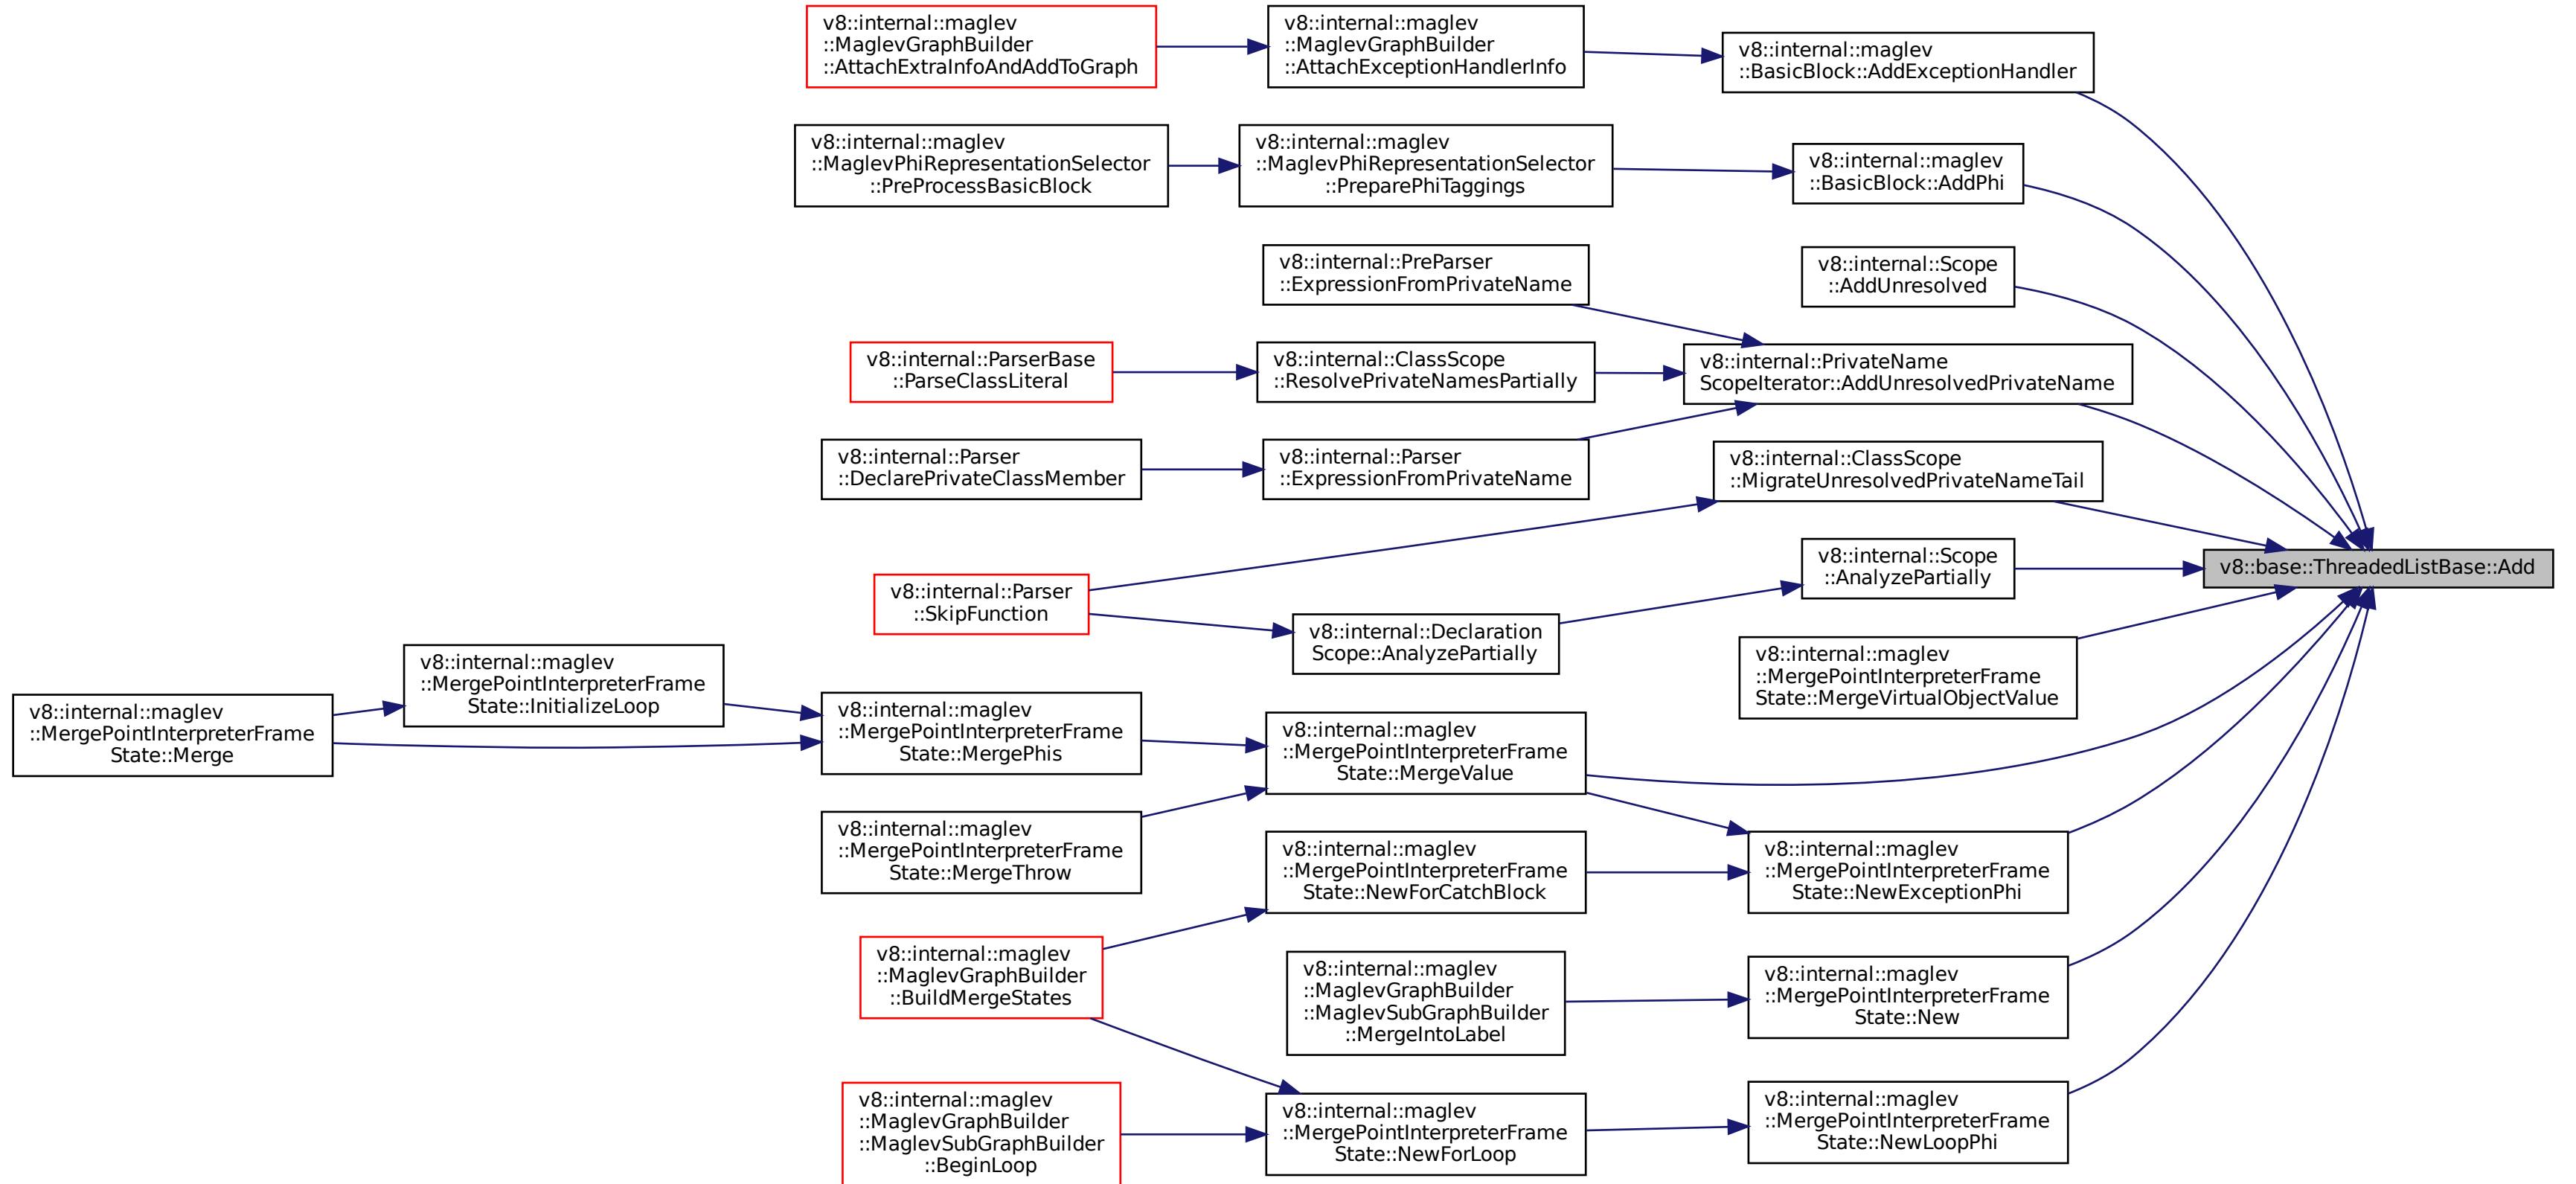 v8::internal::maglev
::MaglevGraphBuilder
::AttachExtraInfoAndAddToGraph
v8::internal::maglev
::MaglevGraphBuilder
::AttachExceptionHandlerInfo
v8::internal::maglev
::BasicBlock::AddExceptionHandler
v8::internal::maglev
::MaglevPhiRepresentationSelector
::PreProcessBasicBlock
v8::internal::maglev
::MaglevPhiRepresentationSelector
::PreparePhiTaggings
v8::internal::maglev
::BasicBlock::AddPhi
v8::internal::PreParser
::ExpressionFromPrivateName
v8::internal::Scope
::AddUnresolved
v8::internal::ParserBase
::ParseClassLiteral
v8::internal::ClassScope
::ResolvePrivateNamesPartially
v8::internal::PrivateName
ScopeIterator::AddUnresolvedPrivateName
v8::internal::Parser
::DeclarePrivateClassMember
v8::internal::Parser
::ExpressionFromPrivateName
v8::internal::ClassScope
::MigrateUnresolvedPrivateNameTail
v8::internal::Scope
::AnalyzePartially
v8::base::ThreadedListBase::Add
v8::internal::Parser
::SkipFunction
v8::internal::Declaration
Scope::AnalyzePartially
v8::internal::maglev
::MergePointInterpreterFrame
State::MergeVirtualObjectValue
v8::internal::maglev
::MergePointInterpreterFrame
State::Merge
v8::internal::maglev
::MergePointInterpreterFrame
State::InitializeLoop
v8::internal::maglev
::MergePointInterpreterFrame
State::MergePhis
v8::internal::maglev
::MergePointInterpreterFrame
State::MergeValue
v8::internal::maglev
::MergePointInterpreterFrame
State::MergeThrow
v8::internal::maglev
::MergePointInterpreterFrame
State::NewForCatchBlock
v8::internal::maglev
::MergePointInterpreterFrame
State::NewExceptionPhi
v8::internal::maglev
::MaglevGraphBuilder
::BuildMergeStates
v8::internal::maglev
::MaglevGraphBuilder
::MaglevSubGraphBuilder
::MergeIntoLabel
v8::internal::maglev
::MergePointInterpreterFrame
State::New
v8::internal::maglev
::MaglevGraphBuilder
::MaglevSubGraphBuilder
::BeginLoop
v8::internal::maglev
::MergePointInterpreterFrame
State::NewForLoop
v8::internal::maglev
::MergePointInterpreterFrame
State::NewLoopPhi